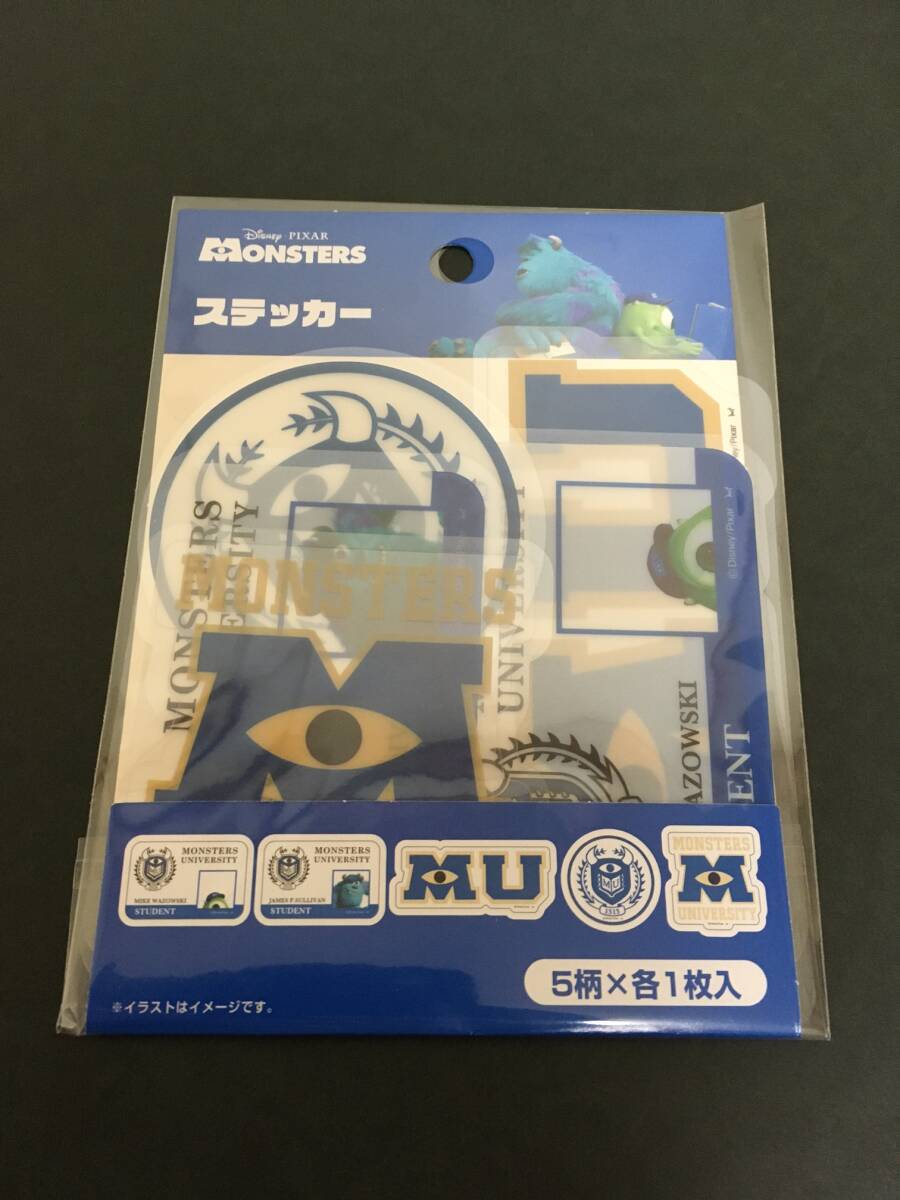 Disney PIXAR
MONSTERS
ステッカー
MONSTERS
UNIVERSITY
MONSTERS
UNIVERSITY
©Disney/Pixar
WAZOWSKI
MONSTERS
UNIVERSITY
MIKE WAZOWSKI
STUDENT
MONSTERS
UNIVERSITY
JAMES P. SULLIVAN
STUDENT
MU
MU
1313
MONSTERS
M
UNIVERSITY
5柄×各1枚入
※イラストはイメージです。